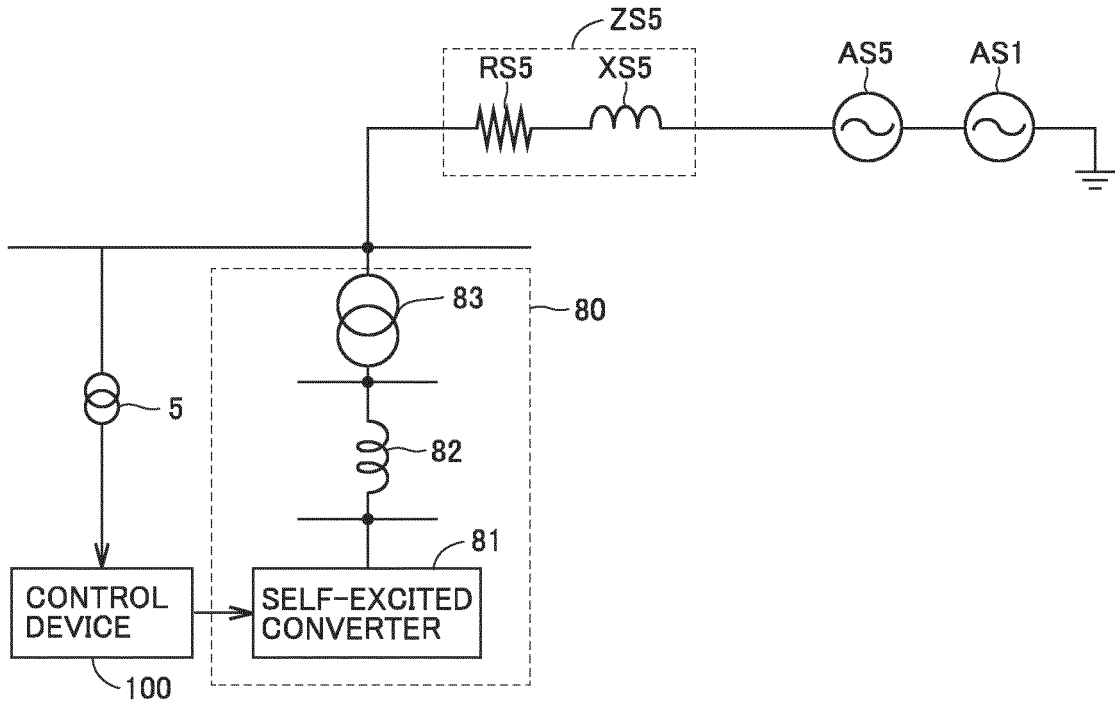 ZS5
RS5
XS5
AS5
AS1
83
80
5
82
81
CONTROL
DEVICE
SELF-EXCITED
CONVERTER
100